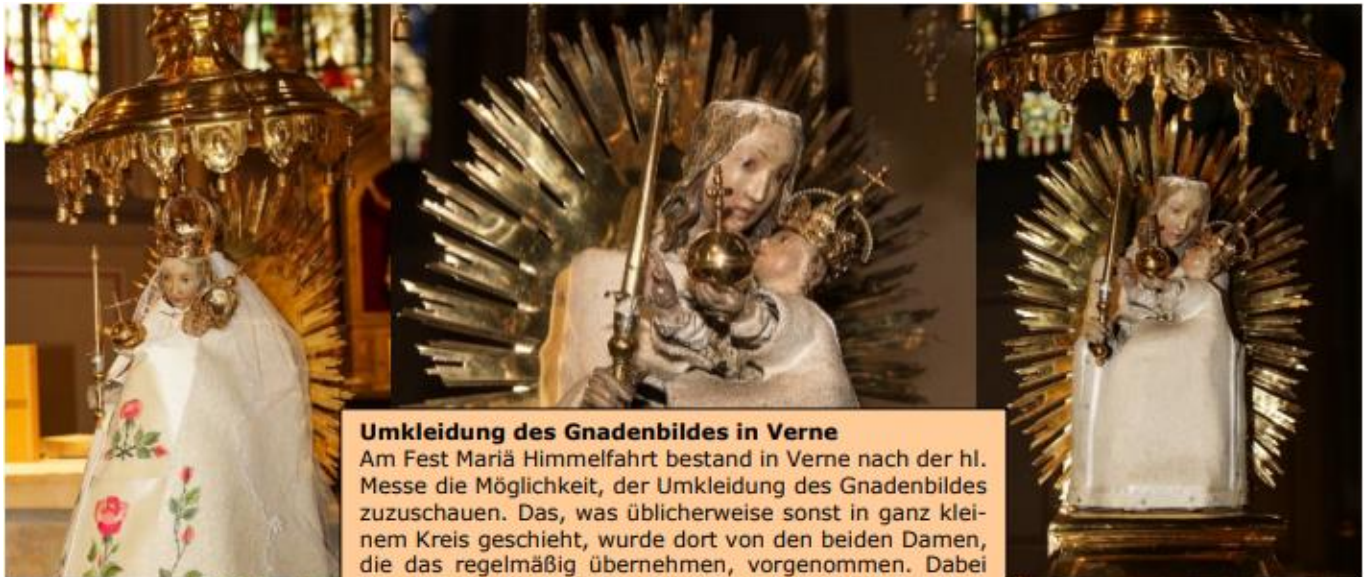 Umkleidung des Gnadenbildes in Verne
Am Fest Mariä Himmelfahrt bestand in Verne nach der hl.
Messe die Möglichkeit, der Umkleidung des Gnadenbildes
zuzuschauen. Das, was üblicherweise sonst in ganz klei-
nem Kreis geschieht, wurde dort von den beiden Damen,
die das regelmäßig übernehmen, vorgenommen. Dabei